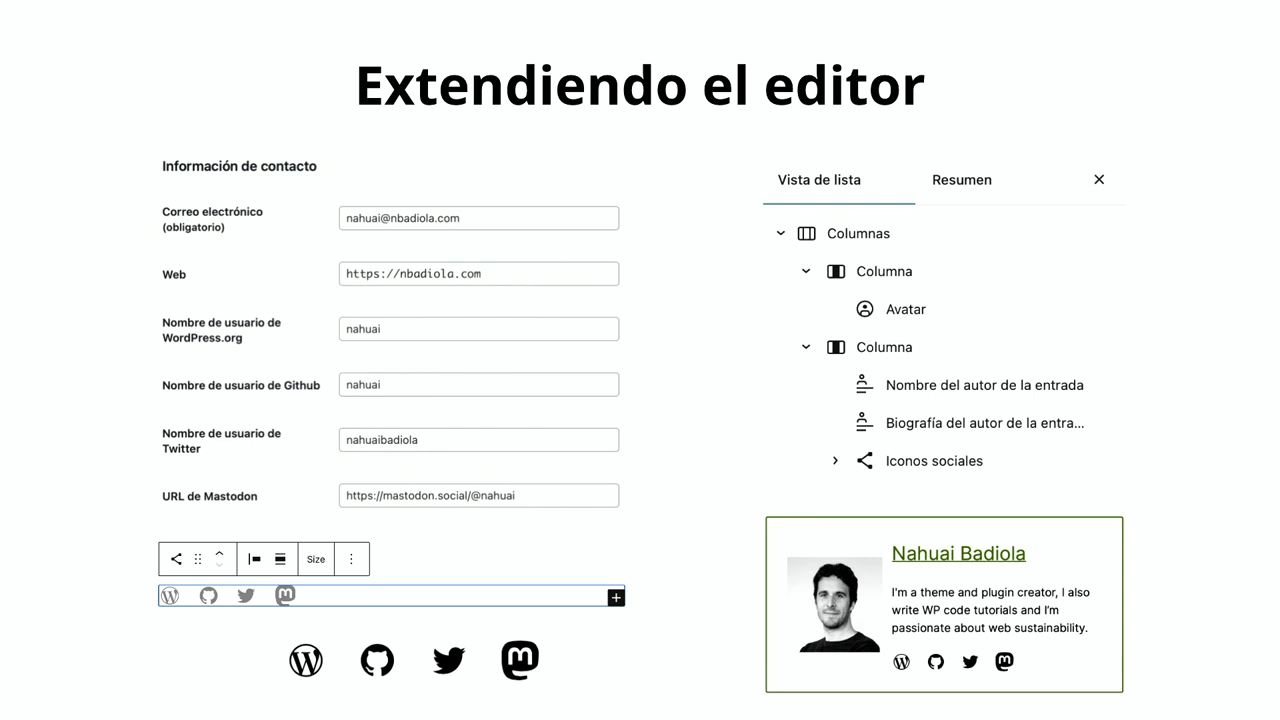 Extendiendo el editor
Información de contacto
Correo electrónico
(obligatorio)
nahuai@nbadiola.com
Web
https://nbadiola.com
Nombre de usuario de
WordPress.org
nahuai
Nombre de usuario de Github
nahuai
Nombre de usuario de
Twitter
nahuaibadiola
URL de Mastodon
https://mastodon.social/@nahuai
Size
Vista de lista
Resumen
Columnas
Columna
Avatar
Columna
Nombre del autor de la entrada
Biografía del autor de la entra...
Iconos sociales
Nahuai Badiola
I'm a theme and plugin creator, I also
write WP code tutorials and I'm
passionate about web sustainability.